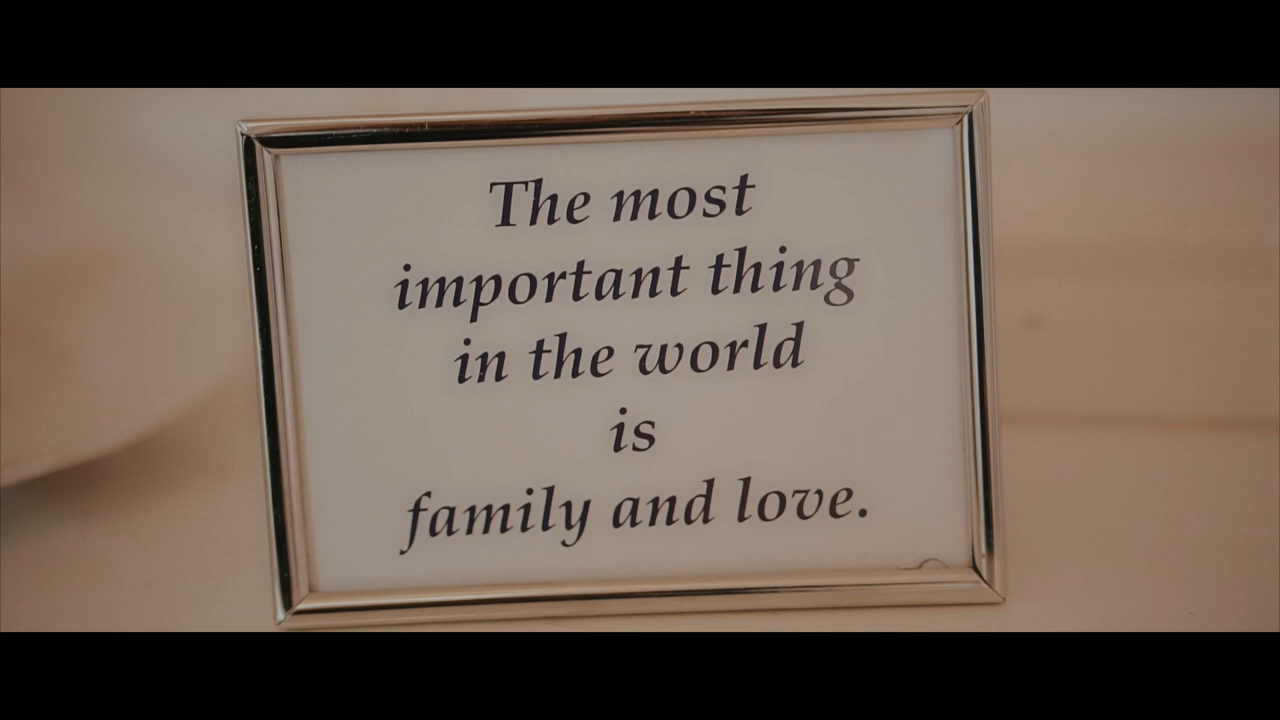 The most
important thing
in the world
is
family and love.